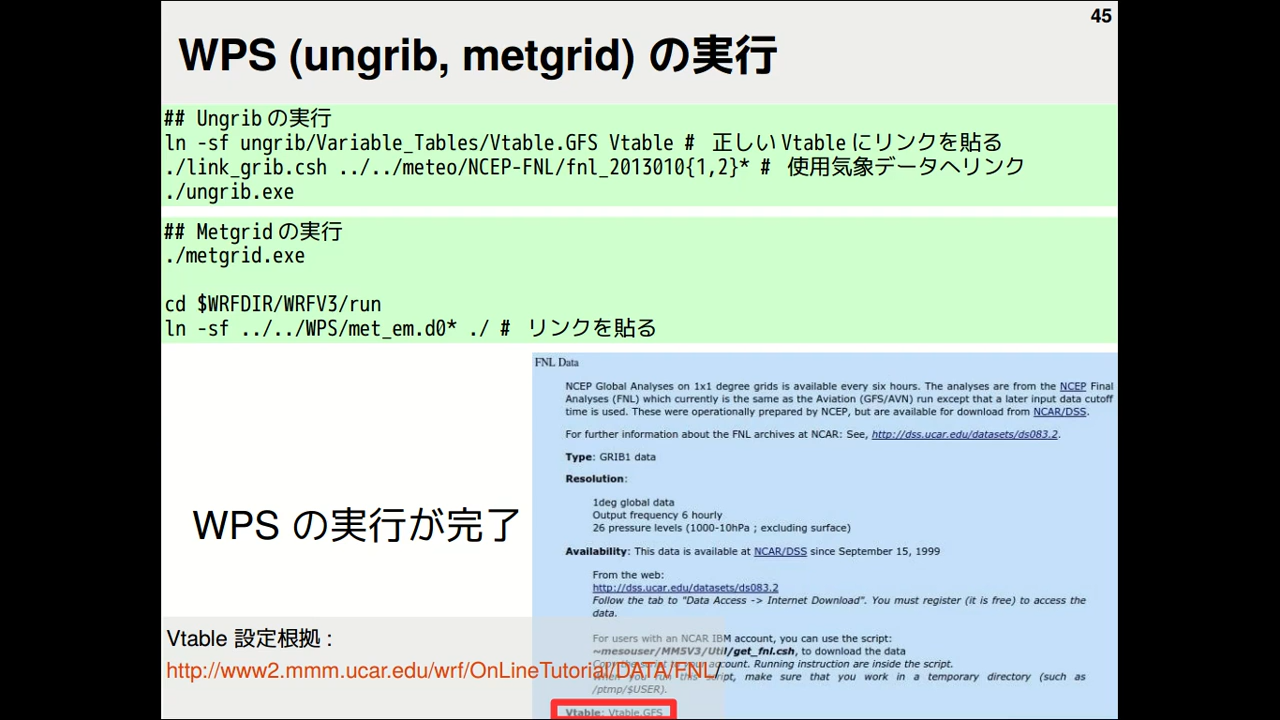 45
WPS (ungrib, metgrid) の実行
## Ungrib の実行
ln -sf ungrib/Variable_Tables/Vtable.GFS Vtable # 正しい Vtable にリンクを貼る
./link_grib.csh ../../meteo/NCEP-FNL/fnl_2013010{1,2}* # 使用気象データへリンク
./ungrib.exe
## Metgrid の実行
./metgrid.exe
cd $WRFDIR/WRFV3/run
ln -sf ../../WPS/met_em.d0* ./ # リンクを貼る
WPS の実行が完了
FNL Data
NCEP Global Analyses on 1x1 degree grids is available every six hours. The analyses are from the NCEP Final
Analyses (FNL) which currently is the same as the Aviation (GFS/AVN) run except that a later input data cutoff
time is used. These were operationally prepared by NCEP, but are available for download from NCAR/DSS.
For further information about the FNL archives at NCAR: See, http://dss.ucar.edu/datasets/ds083.2.
Type: GRIB1 data
Resolution:
1deg global data
Output frequency 6 hourly
26 pressure levels (1000-10hPa ; excluding surface)
Availability: This data is available at NCAR/DSS since September 15, 1999
From the web:
http://dss.ucar.edu/datasets/ds083.2
Follow the tab to "Data Access -> Internet Download". You must register (it is free) to access the
data.
For users with an NCAR IBM account, you can use the script:
~mesouser/MM5V3/Util/get_fnl.csh, to download the data
Copy the script to your account. Running instruction are inside the script.
When you run this script, make sure that you work in a temporary directory (such as
/ptmp/$USER).
Vtable: Vtable.GFS
Vtable 設定根拠 :
http://www2.mmm.ucar.edu/wrf/OnLineTutorial/DATA/FNL/